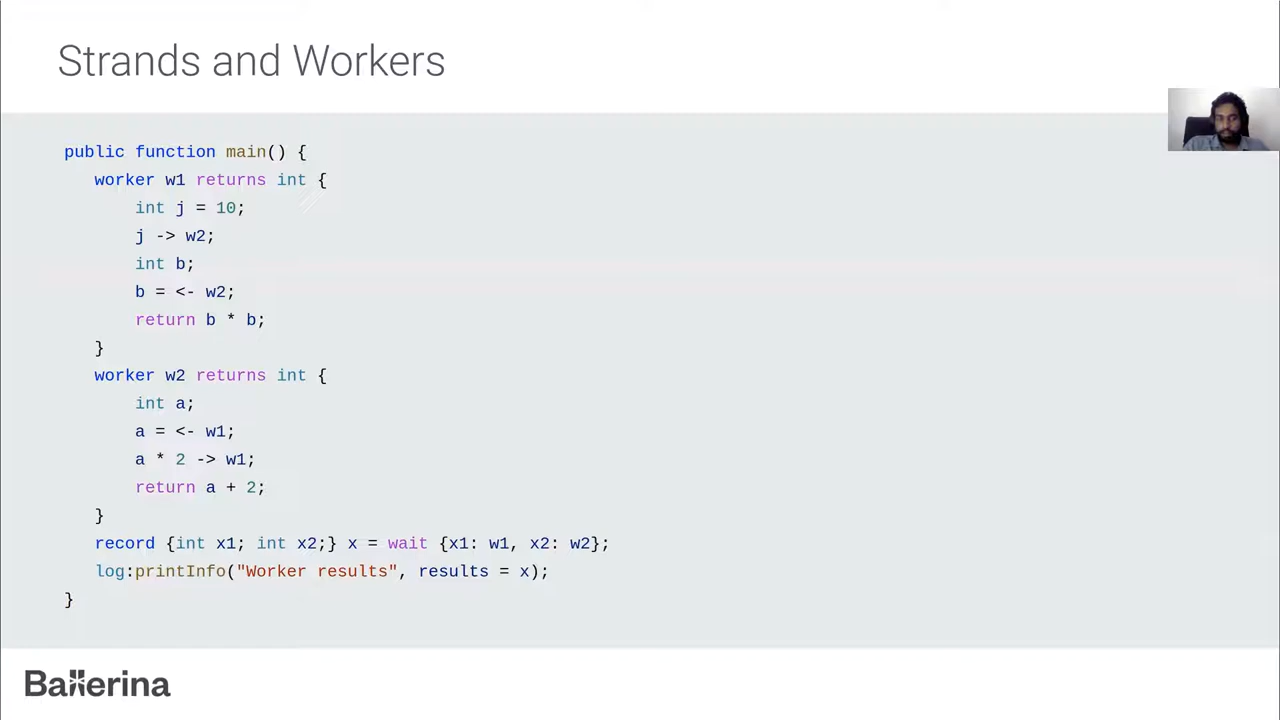 Strands and Workers
public function main() {
worker w1 returns int {
int j = 10;
j -> w2;
int b;
b = <- w2;
return b * b;
}
worker w2 returns int {
int a;
a = <- w1;
a * 2 -> w1;
return a + 2;
}
record {int x1; int x2;} x = wait {x1: w1, x2: w2};
log:printInfo("Worker results", results = x);
}
Ballerina